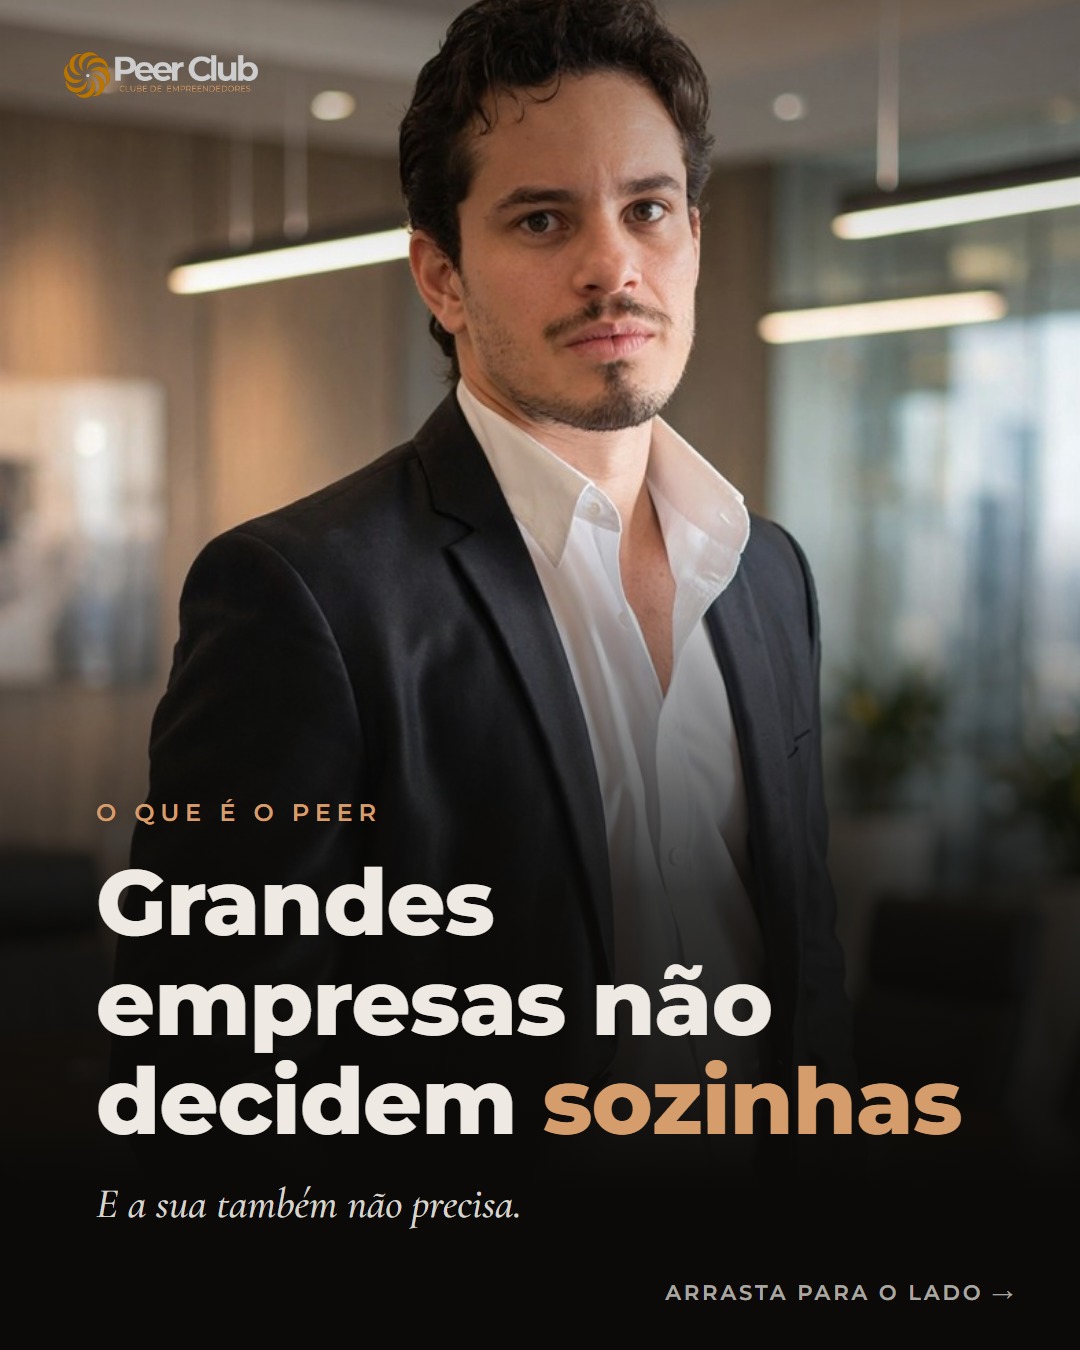 Peer Club
CLUBE DE EMPREENDEDORES
O QUE É O PEER
Grandes
empresas não
decidem sozinhas
E a sua também não precisa.
ARRASTA PARA O LADO →